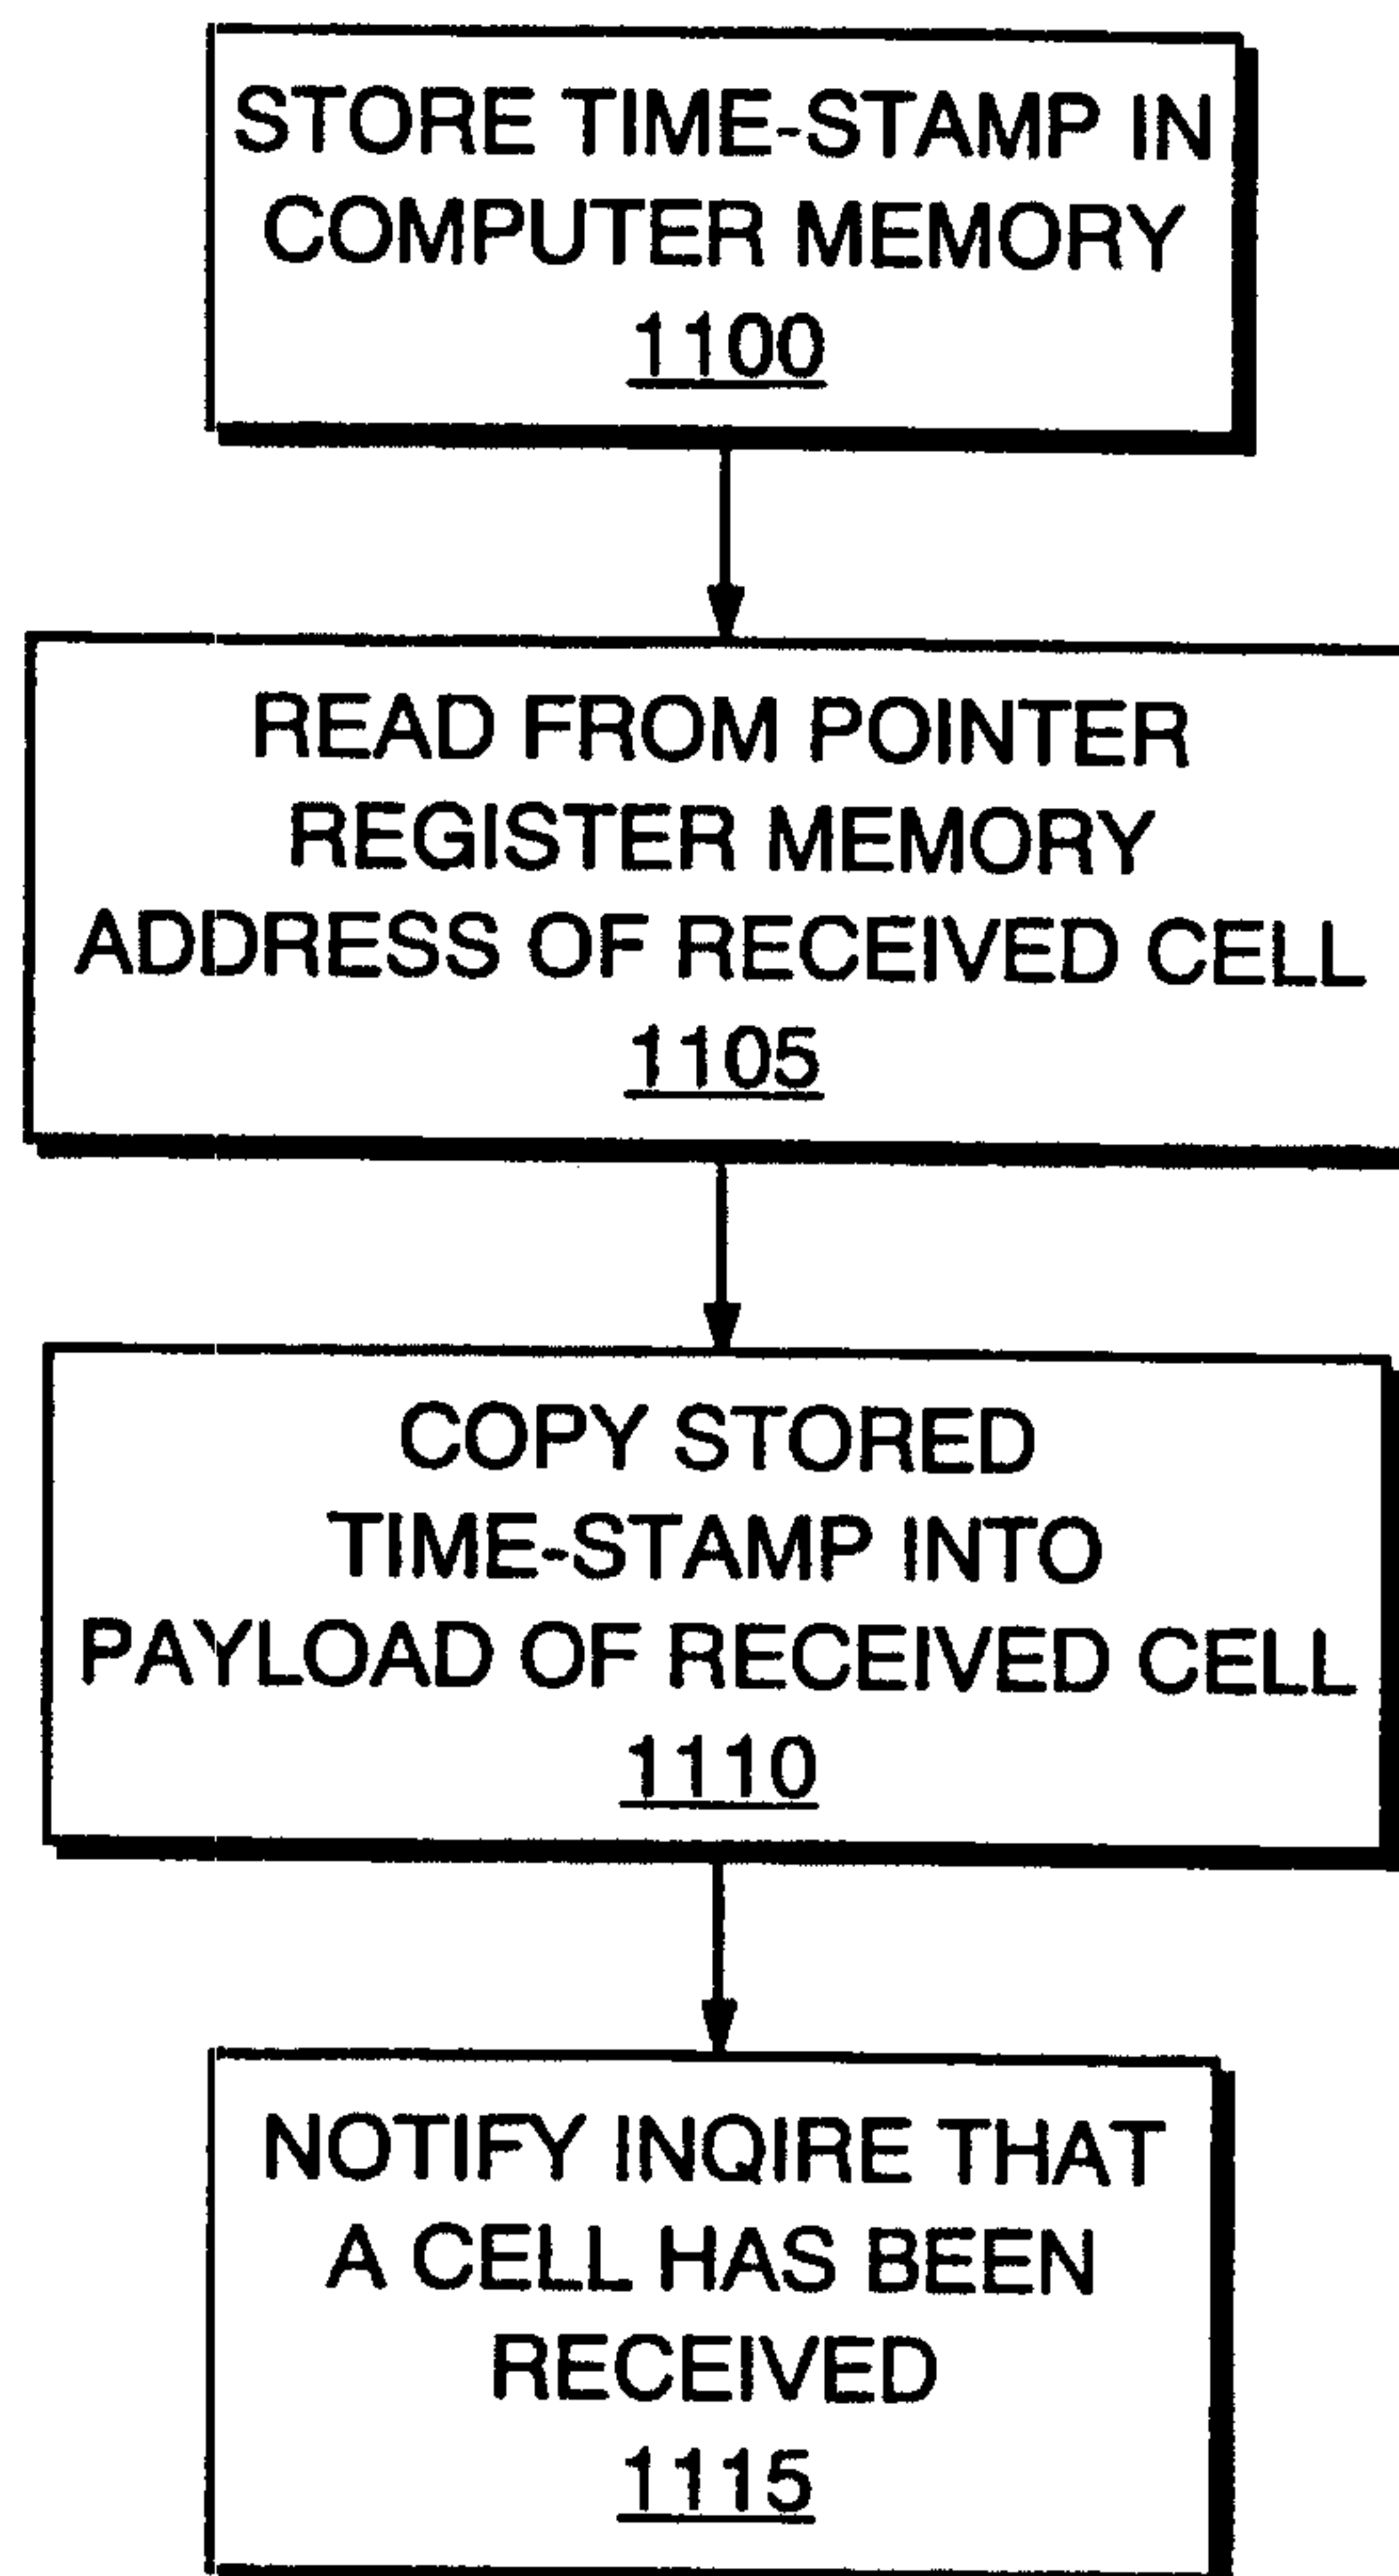 STORE TIME-STAMP IN
COMPUTER MEMORY
1100
READ FROM POINTER
REGISTER MEMORY
ADDRESS OF RECEIVED CELL
1105
COPY STORED
TIME-STAMP INTO
PAYLOAD OF RECEIVED CELL
1110
NOTIFY INQIRE THAT
A CELL HAS BEEN
RECEIVED
1115